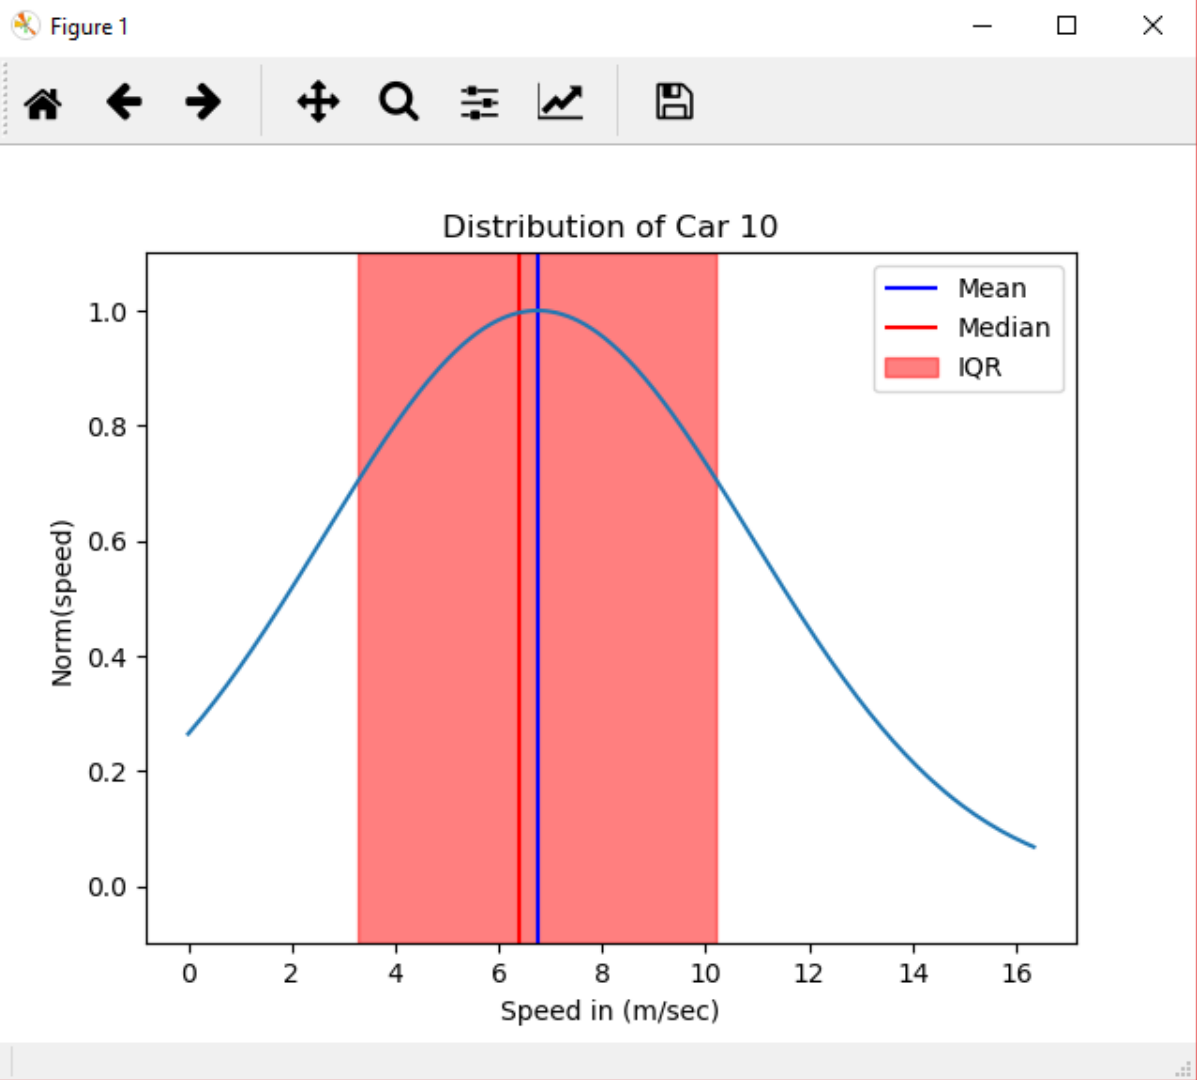 Figure 1
Distribution of Car 10
Mean
Median
IQR
1.0
0.8
0.6
0.4
0.2
0.0
Norm(speed)
0 2 4 6 8 10 12 14 16
Speed in (m/sec)